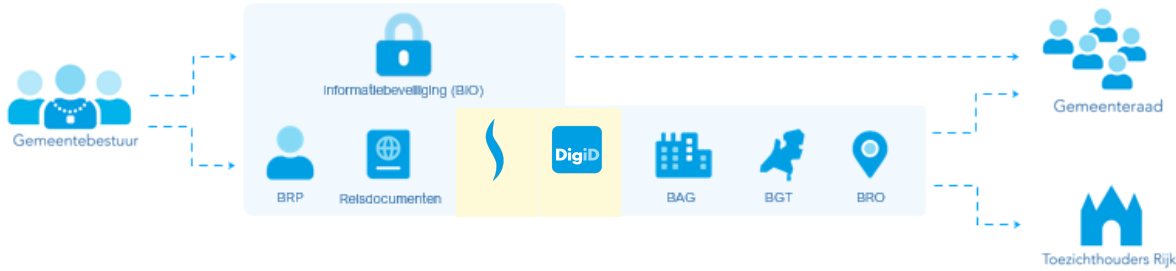 Informatiebeveiliging (BIO)
Gemeentebestuur
Gemeenteraad
DigiD
BRP
Reisdocumenten
BAG
BGT
BRO
Toezichthouders Rijk